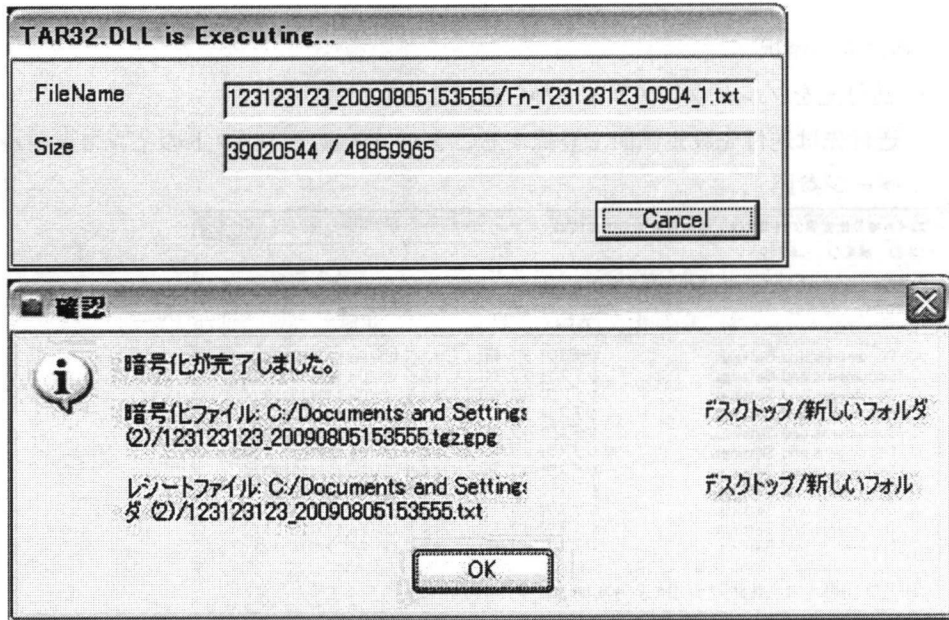 TAR32.DLL is Executing...
FileName 123123123_20090805153555/Fn_123123123_0904_1.txt
Size 39020544 / 48859965
Cancel
確認
暗号化が完了しました。
暗号化ファイル: C:/Documents and Settings デスクトップ/新しいフォルダ
(2)/123123123_20090805153555.tgz.gpg
レシートファイル: C:/Documents and Settings デスクトップ/新しいフォル
ダ (2)/123123123_20090805153555.txt
OK